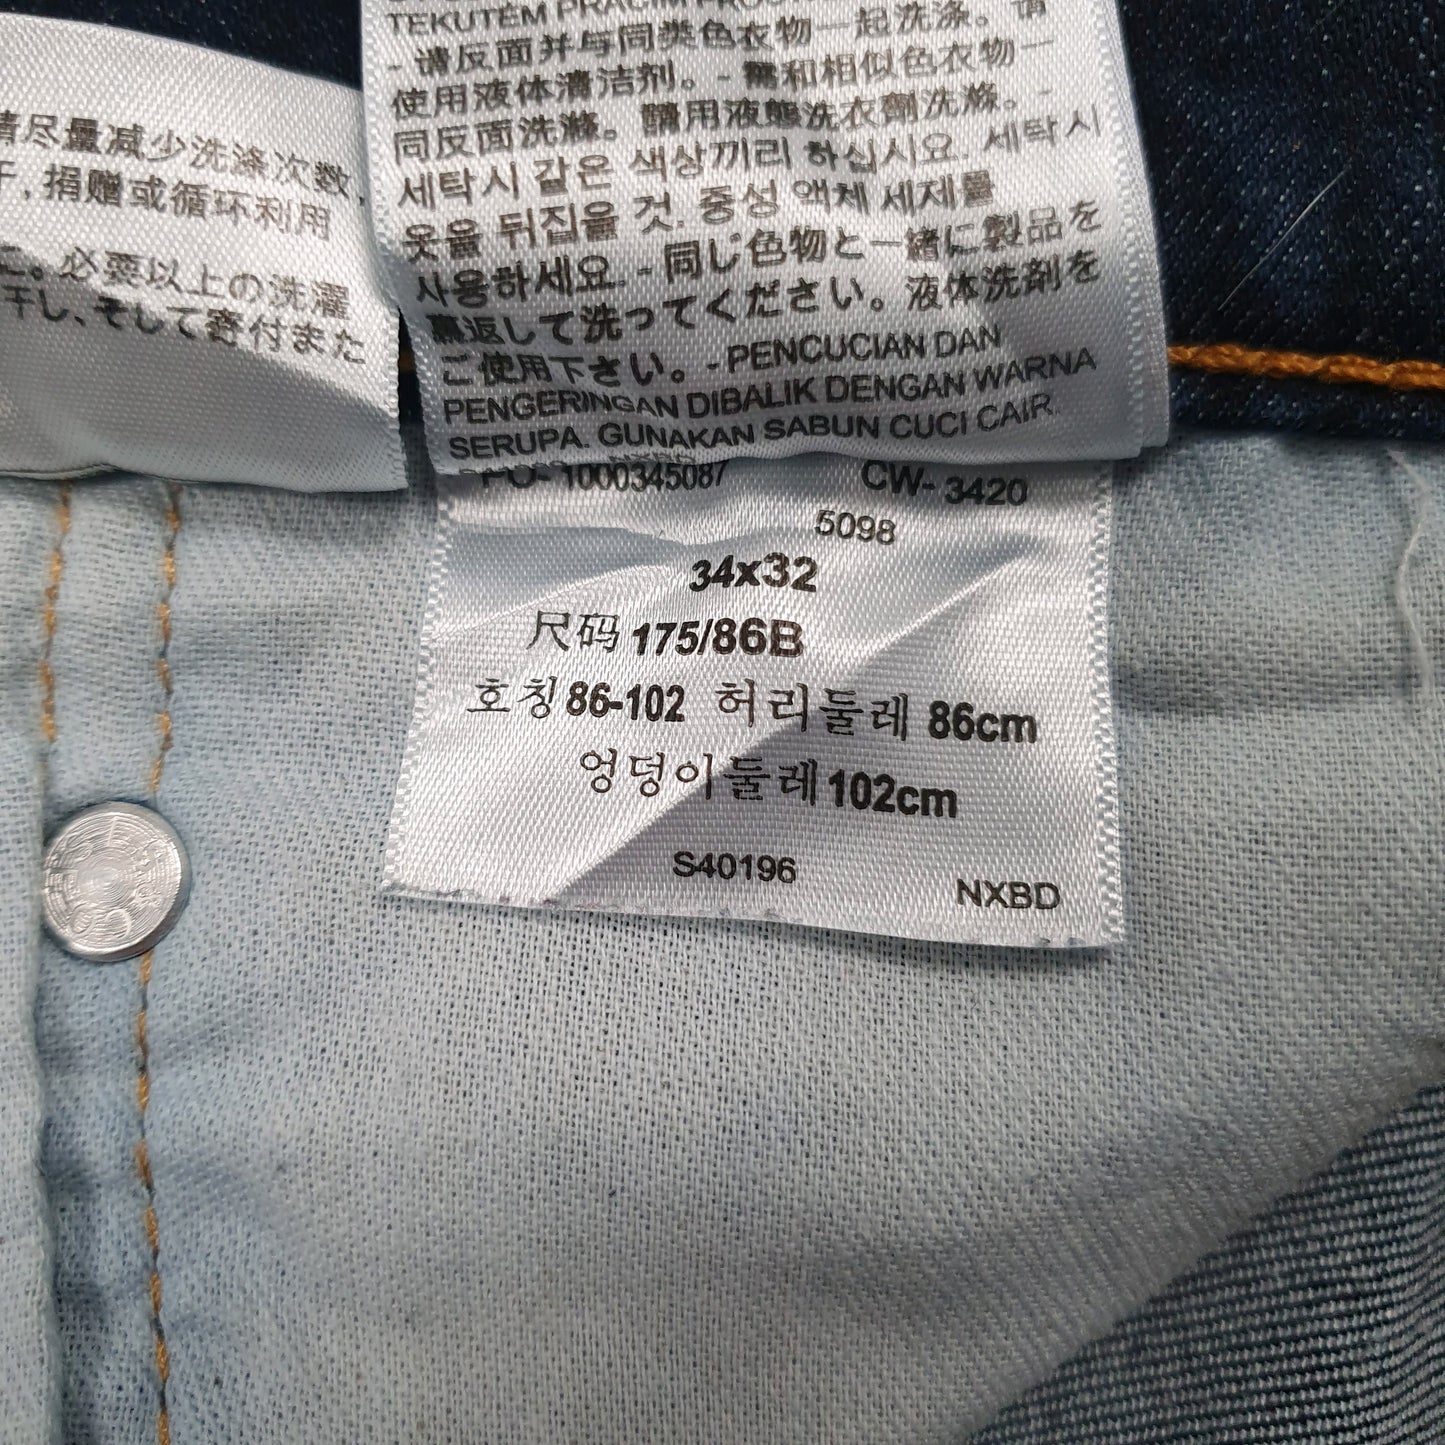 请尽量减少洗涤次数,
干,捐赠或循环利用
。必要以上の洗濯
干し、そして寄付また
- 请反面并与同类色衣物一起洗涤。请
使用液体清洁剂。- 需和相似色衣物一
同反面洗滌。請用液態洗衣劑洗滌。-
세탁시 같은 색상끼리 하십시요. 세탁시
옷을 뒤집을 것. 중성 액체 세제를
사용하세요. - 同じ色物と一緒に製品を
裏返して洗ってください。液体洗剤を
ご使用下さい。- PENCUCIAN DAN
PENGERINGAN DIBALIK DENGAN WARNA
SERUPA. GUNAKAN SABUN CUCI CAIR.
PO- 1000345087 CW- 3420
5098
34x32
尺码 175/86B
호칭 86-102 허리둘레 86cm
엉덩이둘레 102cm
S40196
NXBD